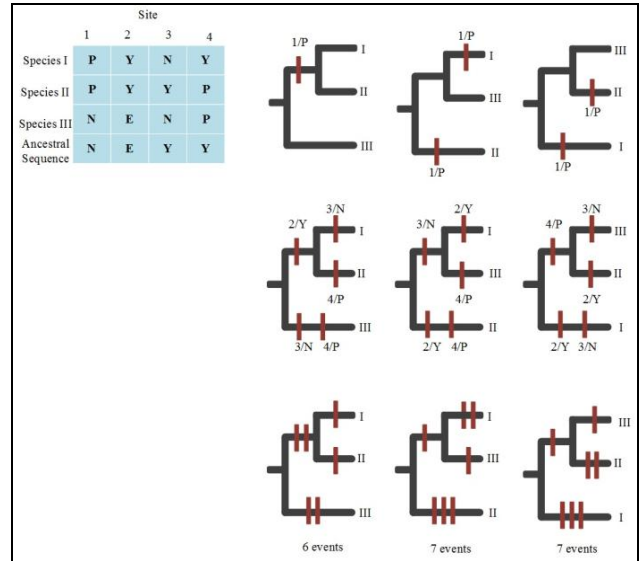 Site
1 2 3 4
Species I P Y N Y
Species II P Y Y P
Species III N E N P
Ancestral Sequence N E Y Y
1/P
I
II
III
1/P
I
III
II
1/P
III
II
1/P
I
1/P
2/Y
3/N
I
II
4/P
III
3/N 4/P
3/N
2/Y
I
III
4/P
II
2/Y 4/P
4/P
3/N
III
II
2/Y
I
2/Y 3/N
I
II
III
6 events
I
III
II
7 events
III
II
I
7 events